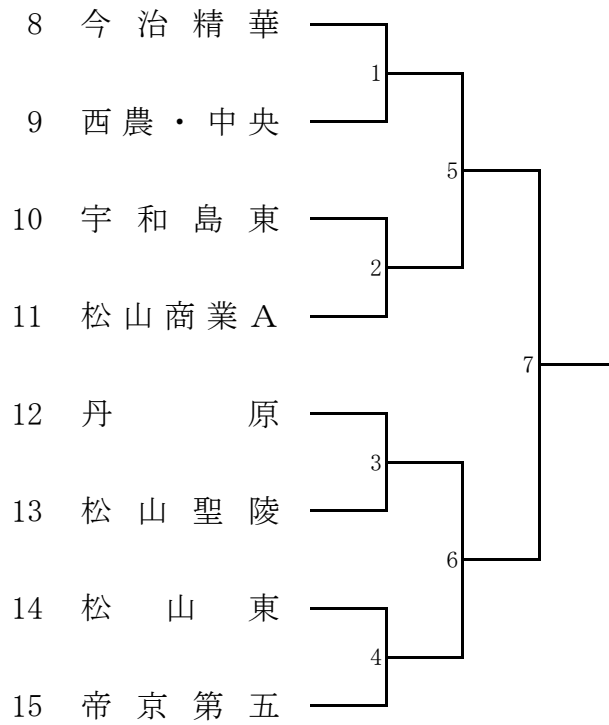 8 今治精華
1
9 西農・中央
5
10 宇和島東
2
11 松山商業A
7
12 丹原
3
13 松山聖陵
6
14 松山東
4
15 帝京第五